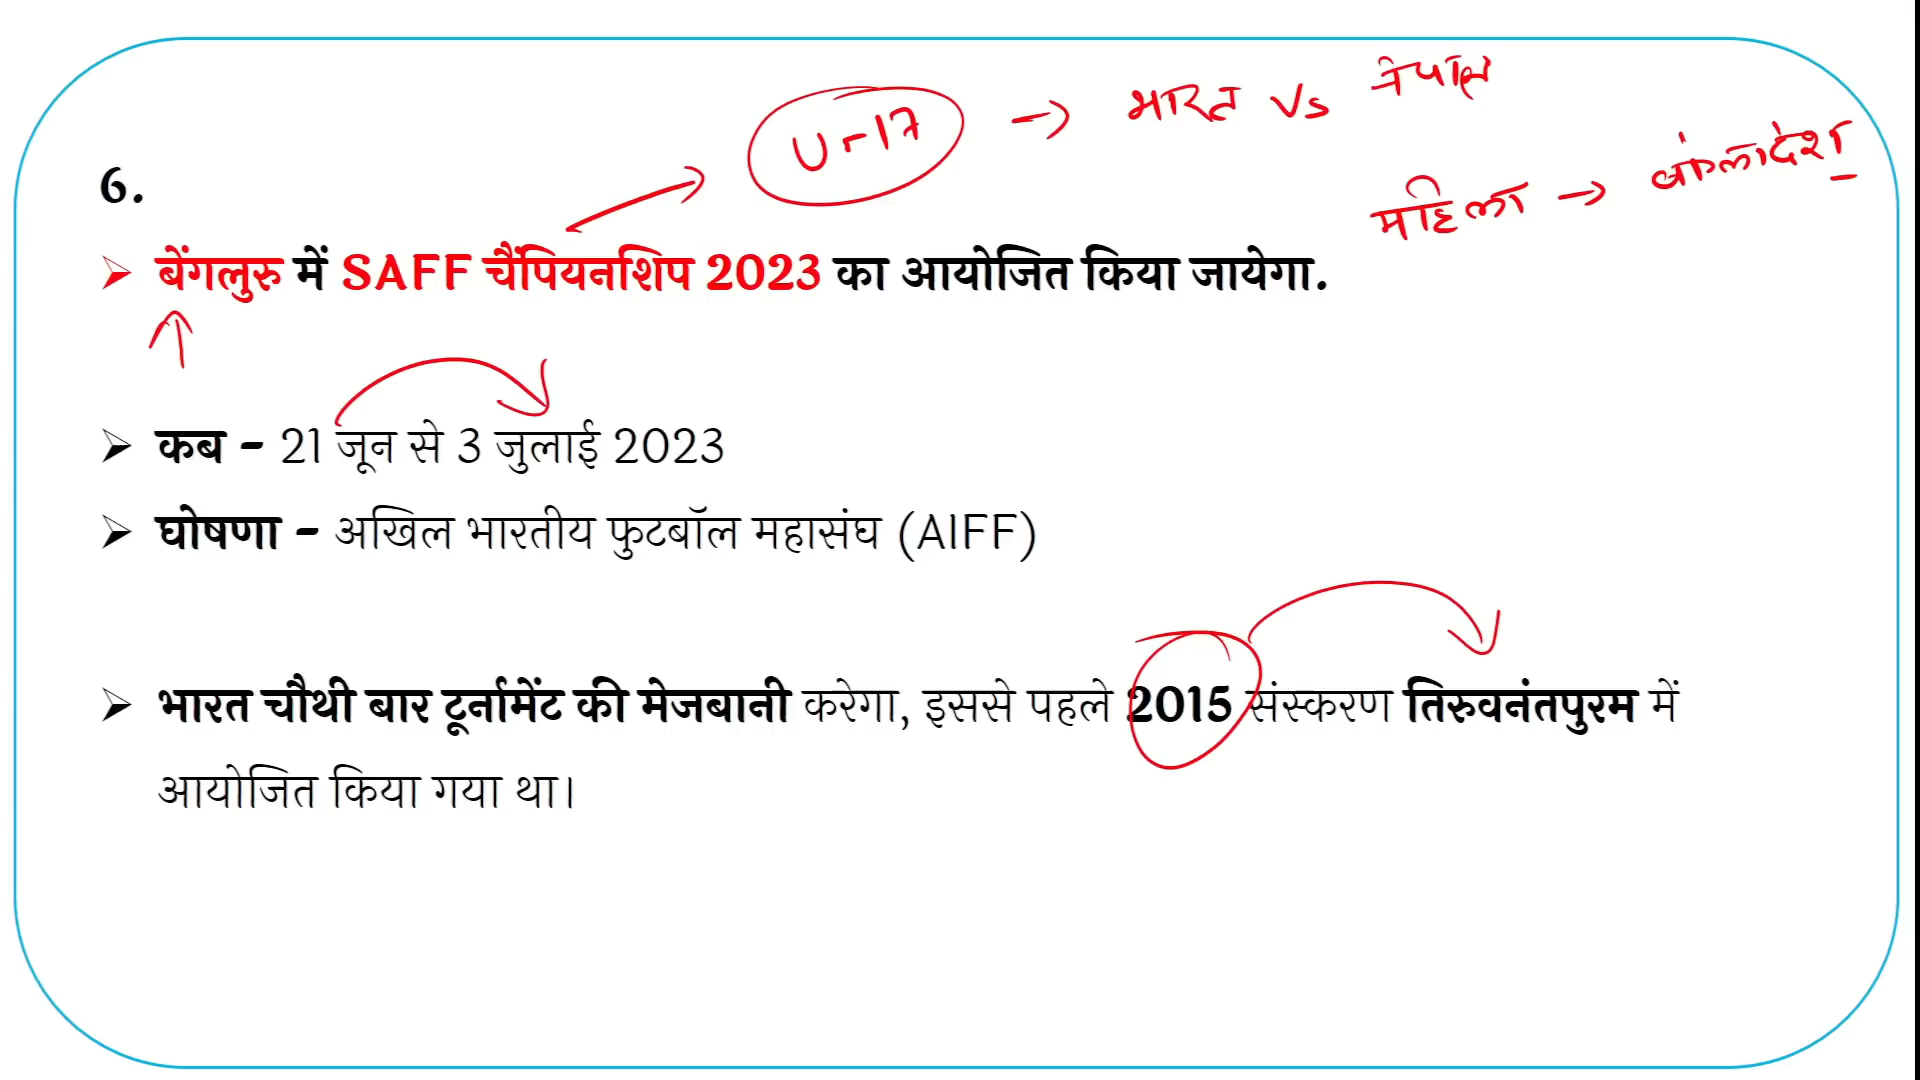 U-17 → भारत Vs नेपाल
महिला → बांग्लादेश
6.
➢ बेंगलुरु में SAFF चैंपियनशिप 2023 का आयोजित किया जायेगा.
➢ कब - 21 जून से 3 जुलाई 2023
➢ घोषणा - अखिल भारतीय फुटबॉल महासंघ (AIFF)
➢ भारत चौथी बार टूर्नामेंट की मेजबानी करेगा, इससे पहले 2015 संस्करण तिरुवनंतपुरम में
आयोजित किया गया था।